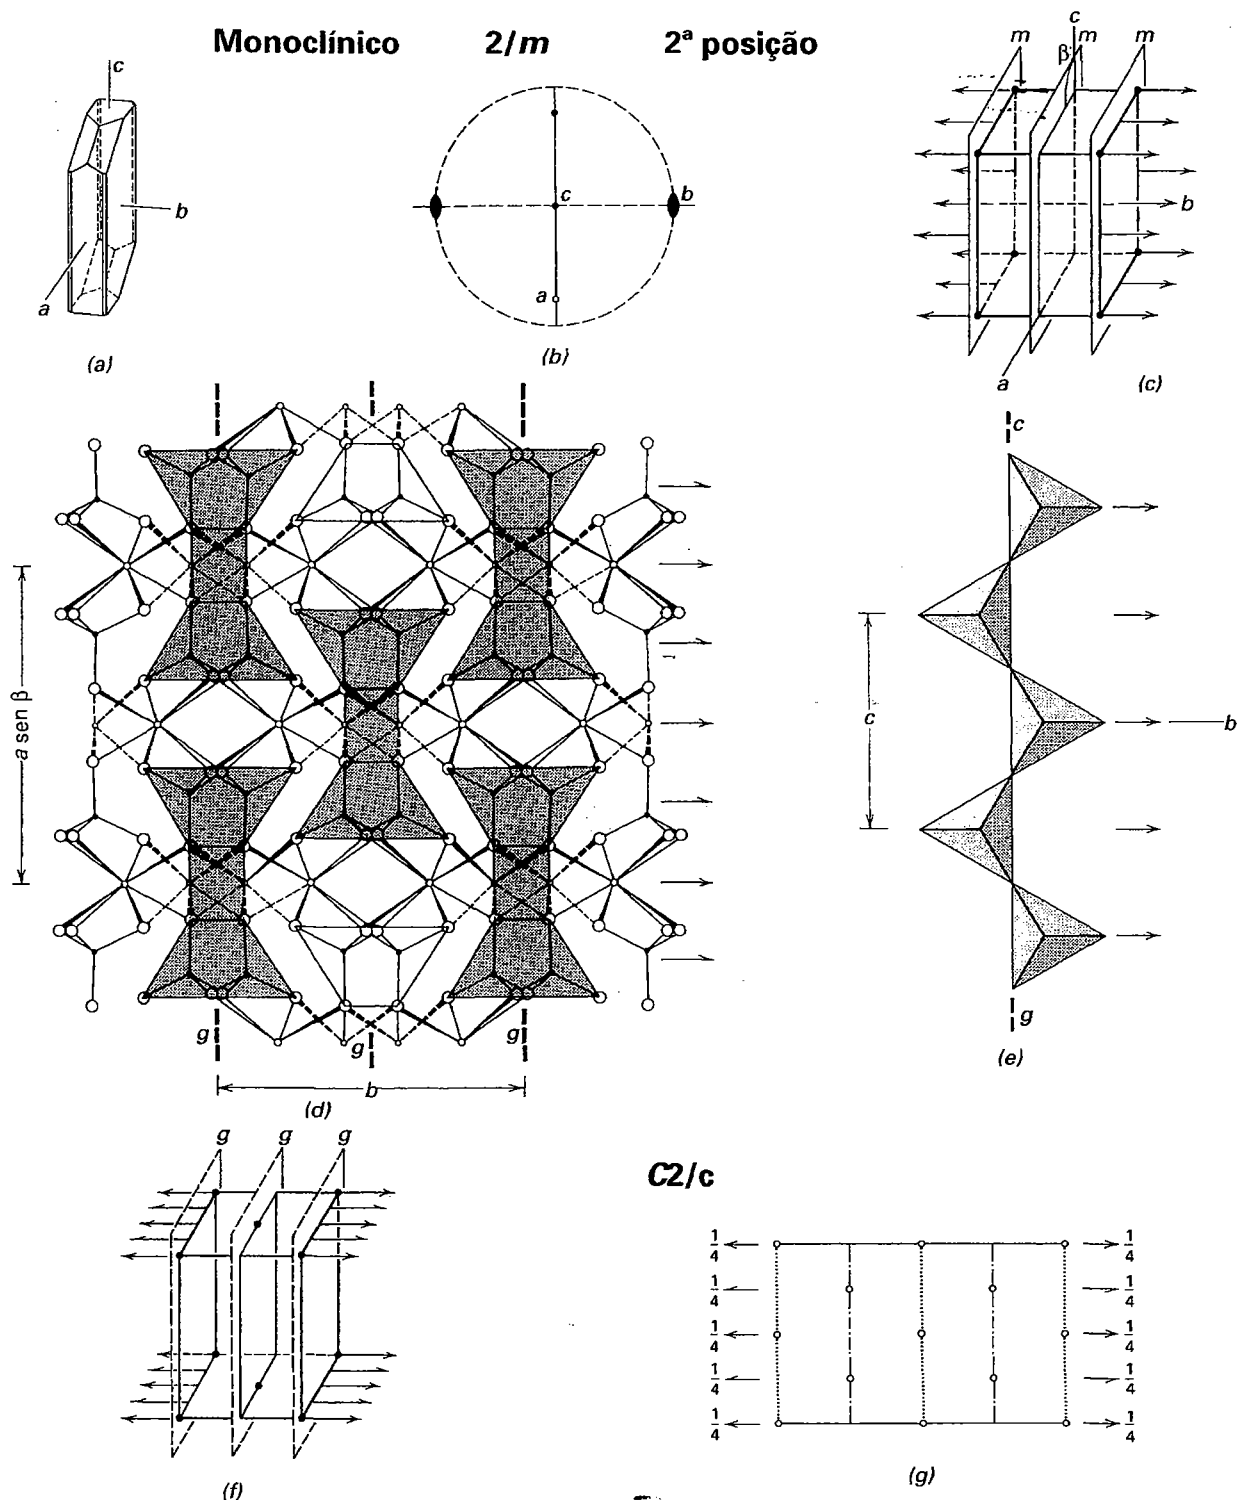 Monoclínico 2/m 2ª posição
c
b
a
(a)
c
b
a
(b)
c
m β m m
b
a
(c)
a sen β
g g g
b
(d)
c
c
b
g
(e)
g g g
(f)
C2/c
1/4 1/4
1/4 1/4
1/4 1/4
1/4 1/4
1/4 1/4
(g)